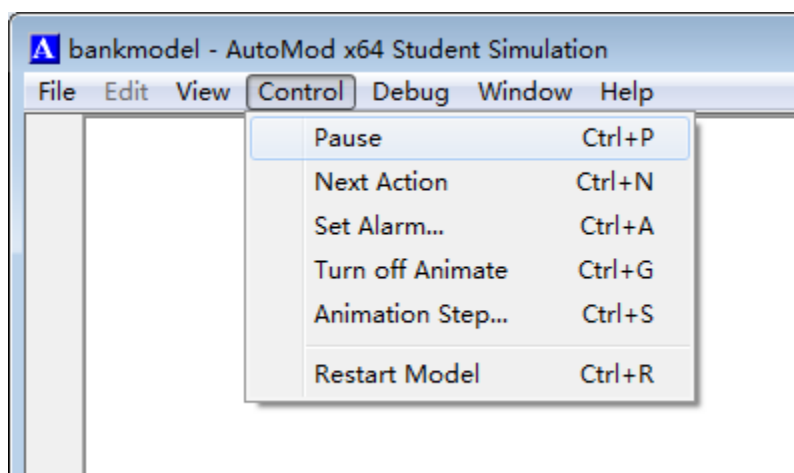 A bankmodel - AutoMod x64 Student Simulation
File Edit View Control Debug Window Help
Pause Ctrl+P
Next Action Ctrl+N
Set Alarm... Ctrl+A
Turn off Animate Ctrl+G
Animation Step... Ctrl+S
Restart Model Ctrl+R